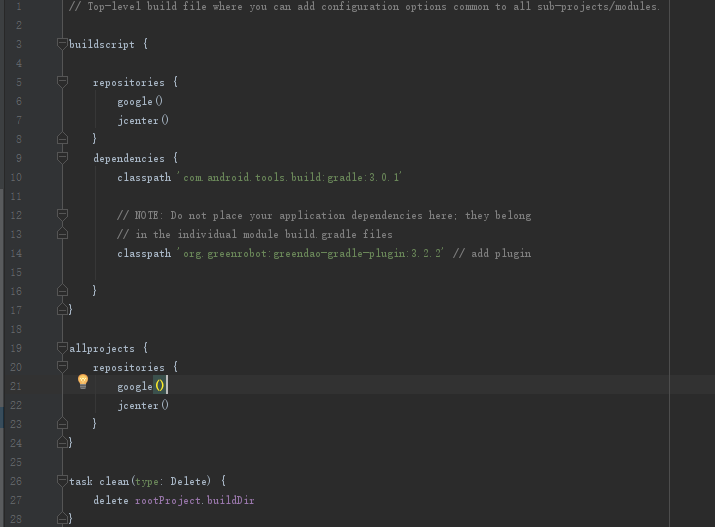 1 // Top-level build file where you can add configuration options common to all sub-projects/modules.
2
3 buildscript {
4
5 repositories {
6 google()
7 jcenter()
8 }
9 dependencies {
10 classpath 'com.android.tools.build:gradle:3.0.1'
11
12 // NOTE: Do not place your application dependencies here; they belong
13 // in the individual module build.gradle files
14 classpath 'org.greenrobot:greendao-gradle-plugin:3.2.2' // add plugin
15
16 }
17 }
18
19 allprojects {
20 repositories {
21 google()
22 jcenter()
23 }
24 }
25
26 task clean(type: Delete) {
27 delete rootProject.buildDir
28 }